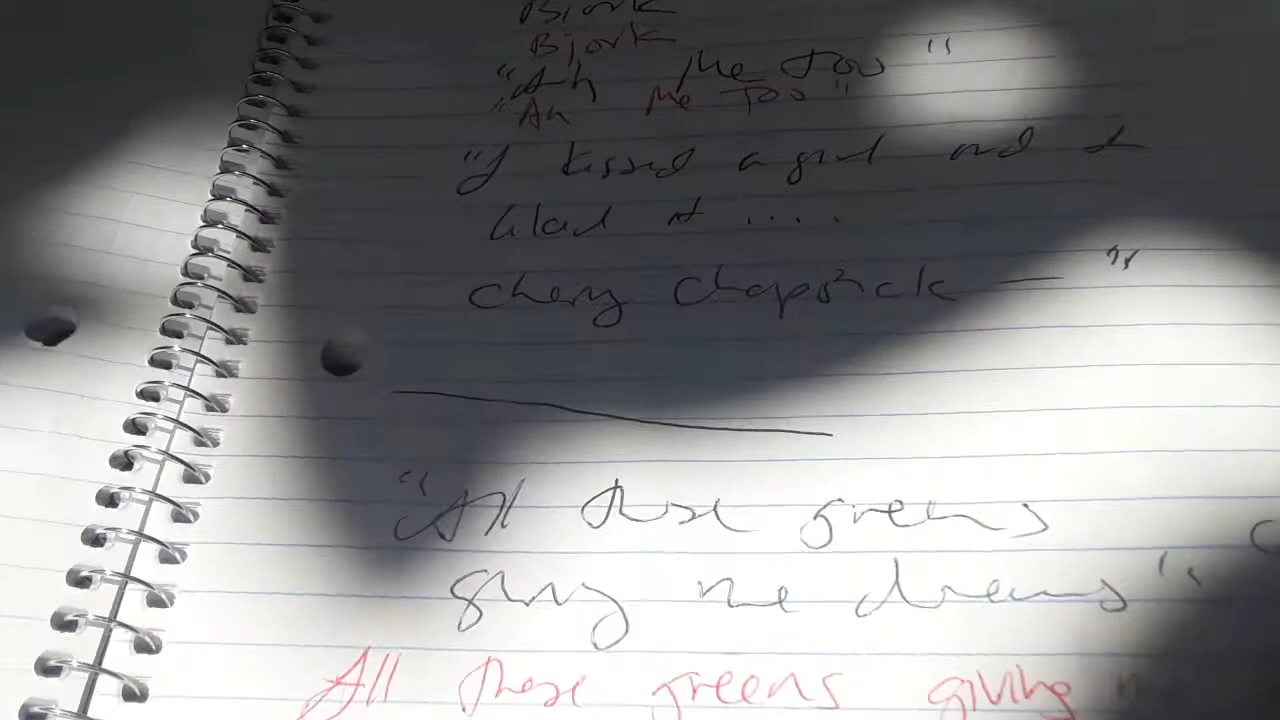 Bjork
Bjork
"Ah Me Too"
"Ah Me Too"
"I kissed a girl and I
liked it ....
cherry chapstick — "
"All these greens
giving me dreams"
All these greens giving